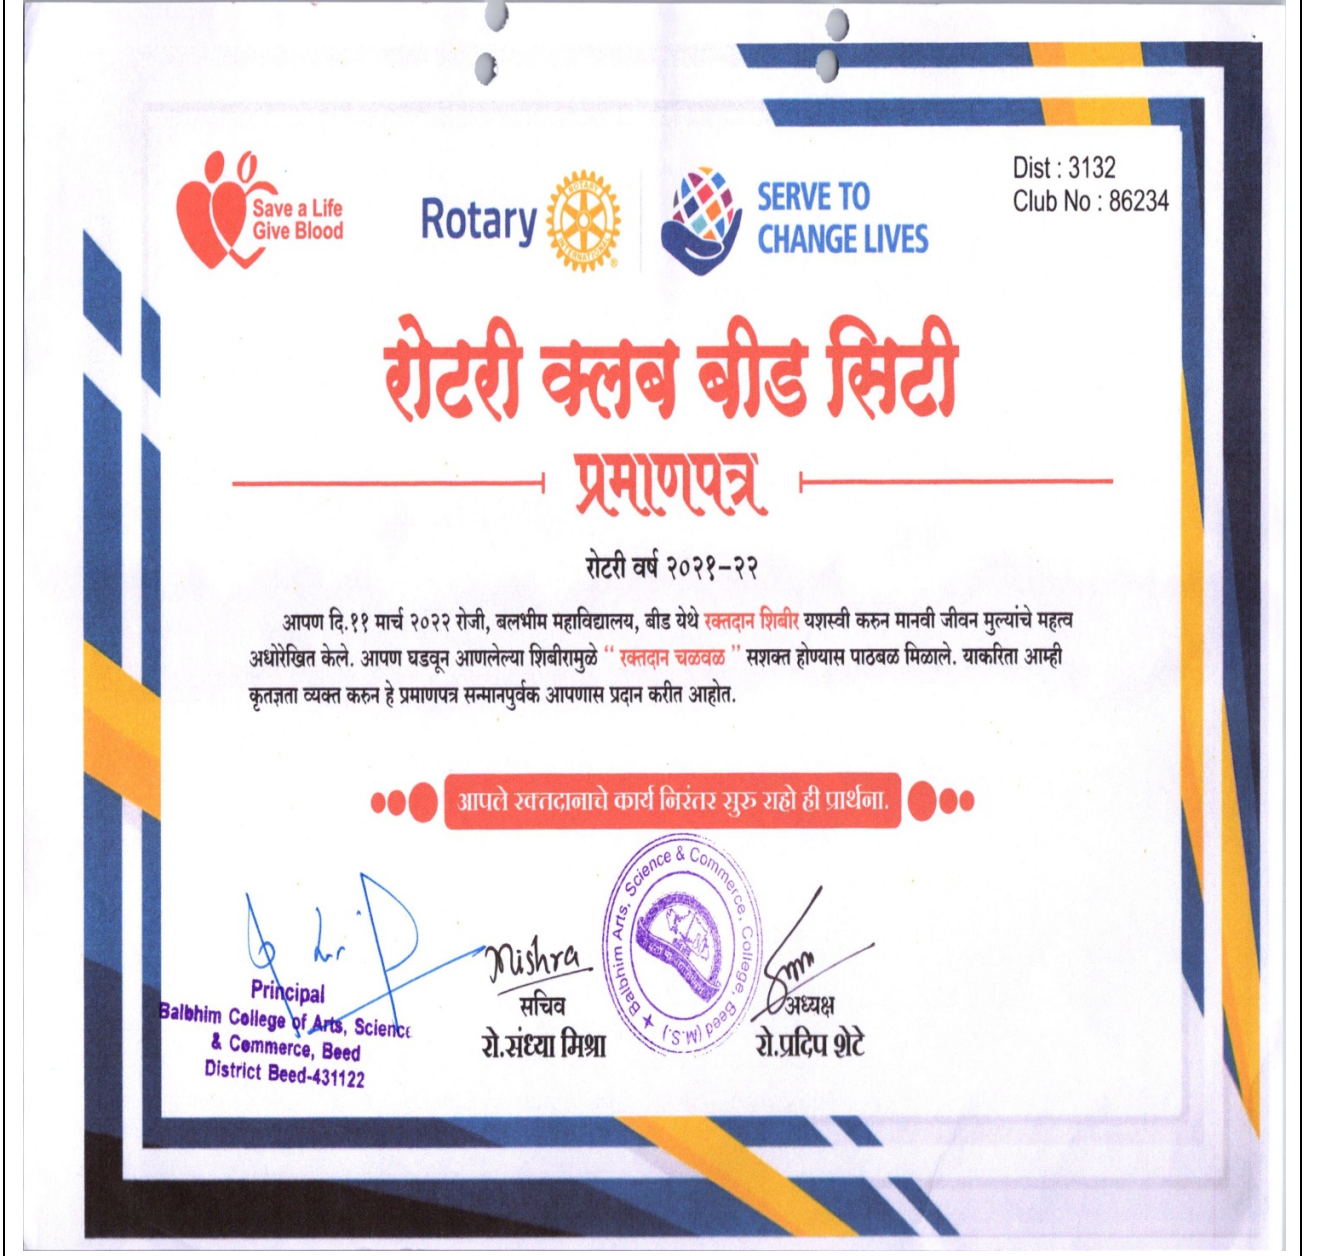 Save a Life
Give Blood
Rotary
ROTARY
INTERNATIONAL
SERVE TO
CHANGE LIVES
Dist : 3132
Club No : 86234
रोटरी क्लब बीड सिटी
प्रमाणपत्र
रोटरी वर्ष २०२१-२२
आपण दि.११ मार्च २०२२ रोजी, बलभीम महाविद्यालय, बीड येथे रक्तदान शिबीर यशस्वी करुन मानवी जीवन मुल्यांचे महत्व
अधोरेखित केले. आपण घडवून आणलेल्या शिबीरामुळे “ रक्तदान चळवळ ” सशक्त होण्यास पाठबळ मिळाले. याकरिता आम्ही
कृतज्ञता व्यक्त करुन हे प्रमाणपत्र सन्मानपुर्वक आपणास प्रदान करीत आहोत.
आपले रक्तदानाचे कार्य निरंतर सुरु राहो ही प्रार्थना.
Principal
Balbhim College of Arts, Science
& Commerce, Beed
District Beed-431122
Mishra
सचिव
रो.संध्या मिश्रा
Balbhim Arts, Science & Commerce, College, Beed (M.S.)
अध्यक्ष
रो.प्रदिप शेटे